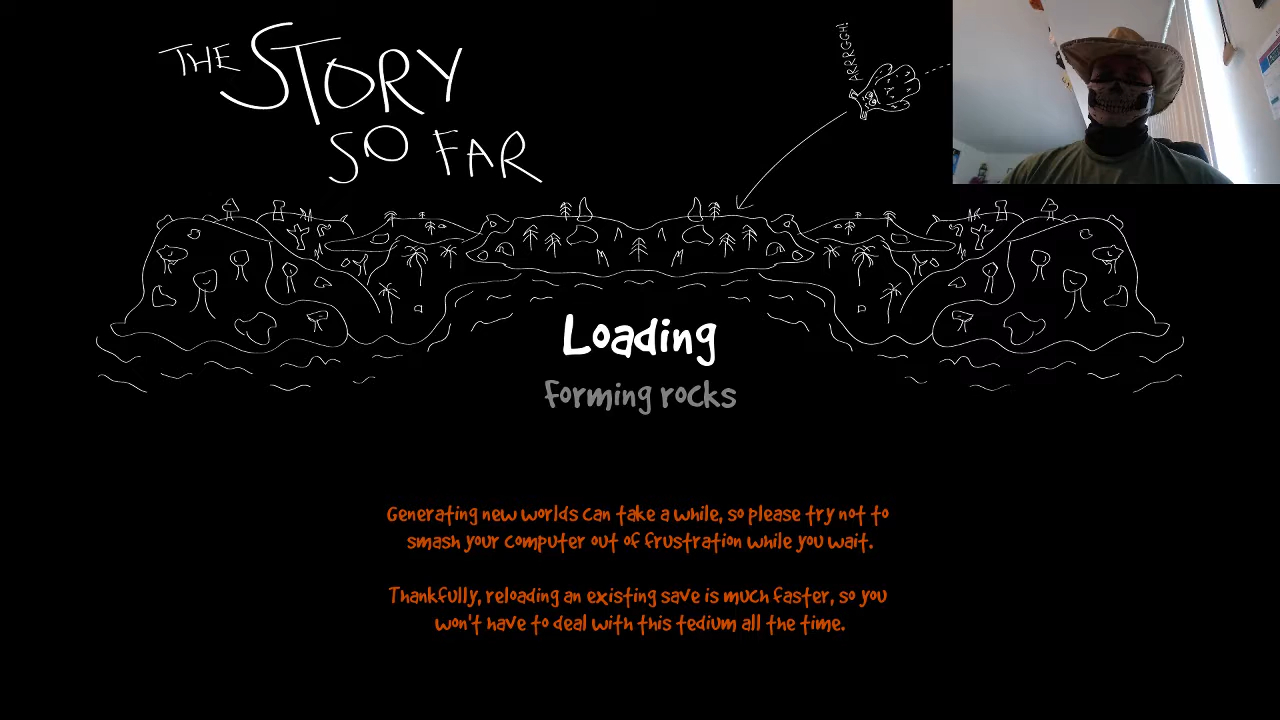 THE STORY
SO FAR
ARRRGGH!
Loading
Forming rocks
Generating new worlds can take a while, so please try not to
smash your computer out of frustration while you wait.
Thankfully, reloading an existing save is much faster, so you
won't have to deal with this tedium all the time.